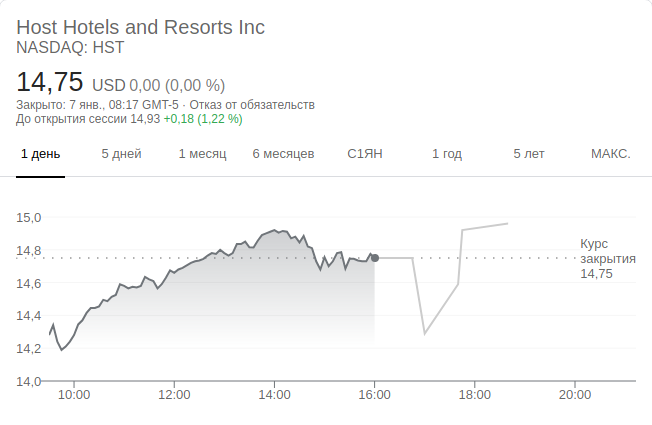 Host Hotels and Resorts Inc
NASDAQ: HST
14,75 USD 0,00 (0,00 %)
Закрыто: 7 янв., 08:17 GMT-5 · Отказ от обязательств
До открытия сессии 14,93 +0,18 (1,22 %)
1 день 5 дней 1 месяц 6 месяцев С1ЯН 1 год 5 лет МАКС.
15,0
14,8
14,6
14,4
14,2
14,0
Курс
закрытия
14,75
10:00 12:00 14:00 16:00 18:00 20:00